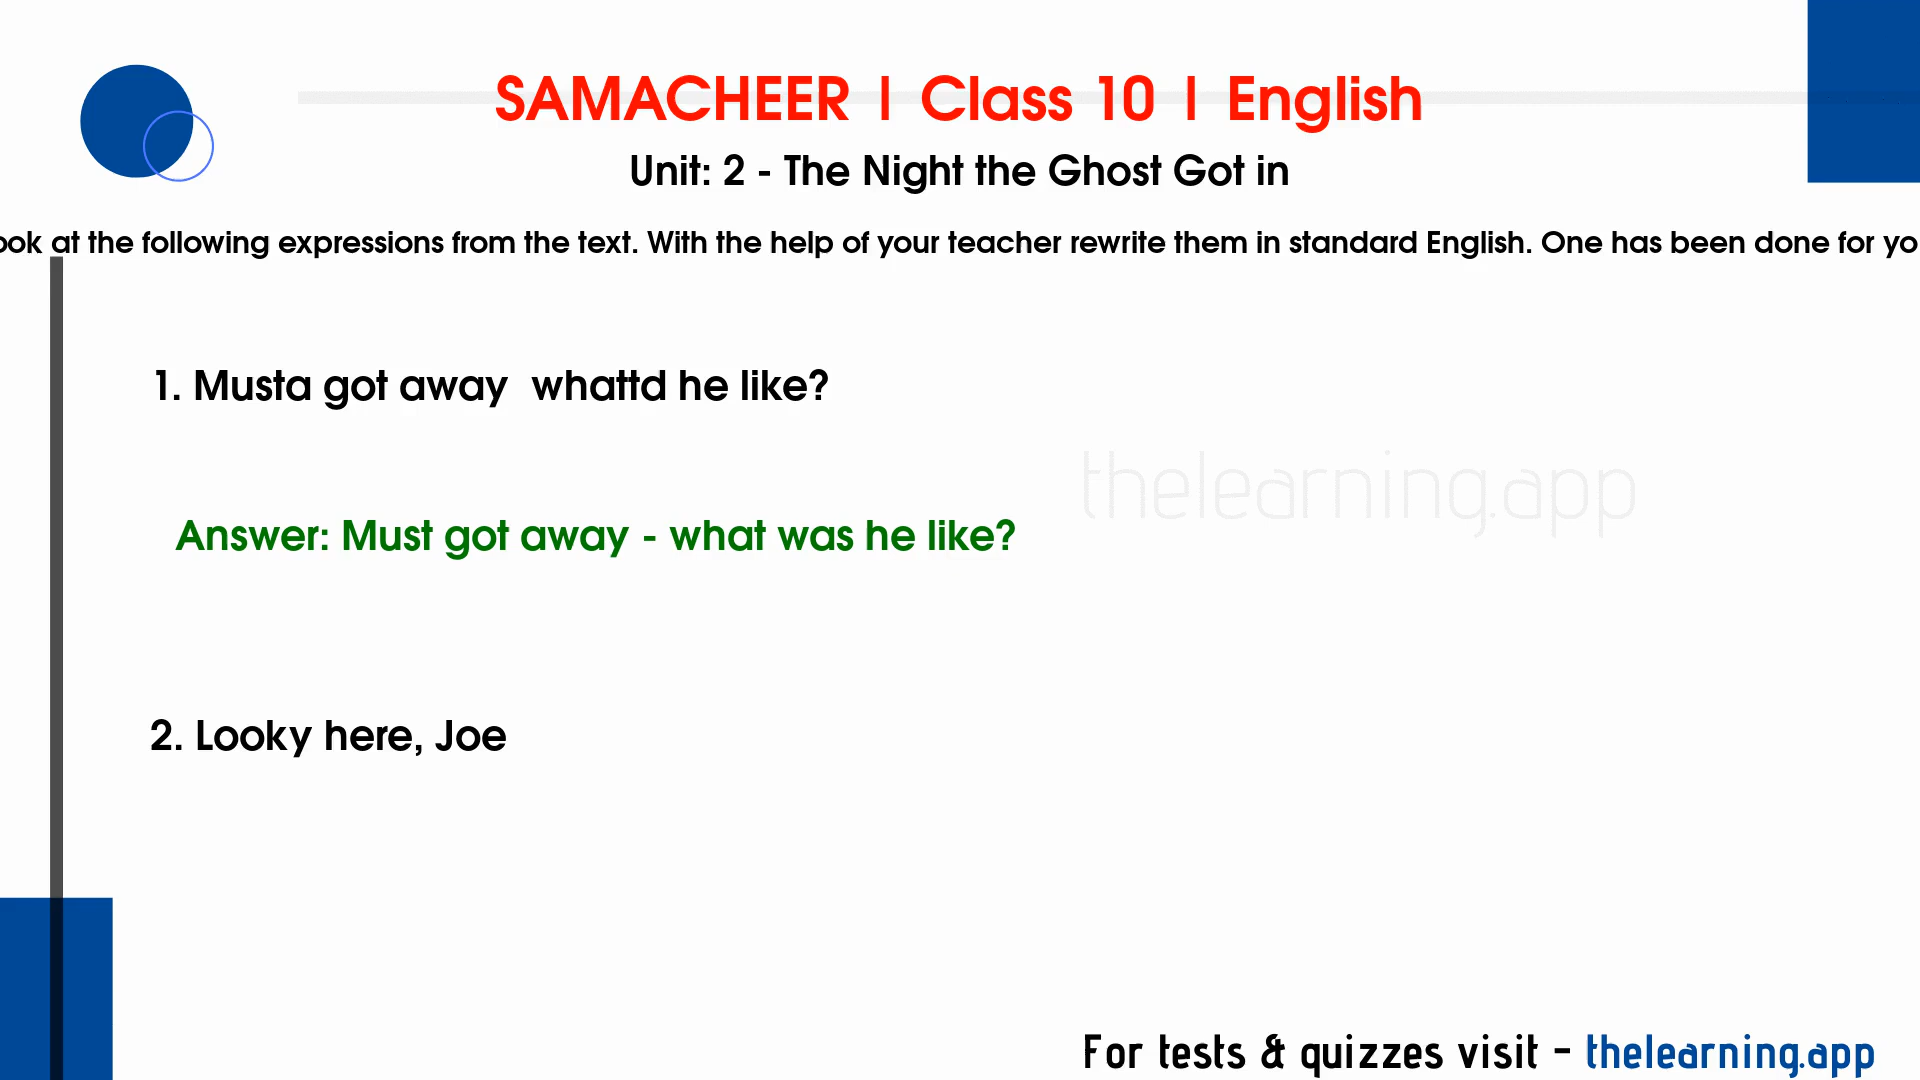 SAMACHEER | Class 10 | English
Unit: 2 - The Night the Ghost Got in
ook at the following expressions from the text. With the help of your teacher rewrite them in standard English. One has been done for yo
1. Musta got away  whattd he like?
thelearning.app
Answer: Must got away - what was he like?
2. Looky here, Joe
For tests & quizzes visit - thelearning.app